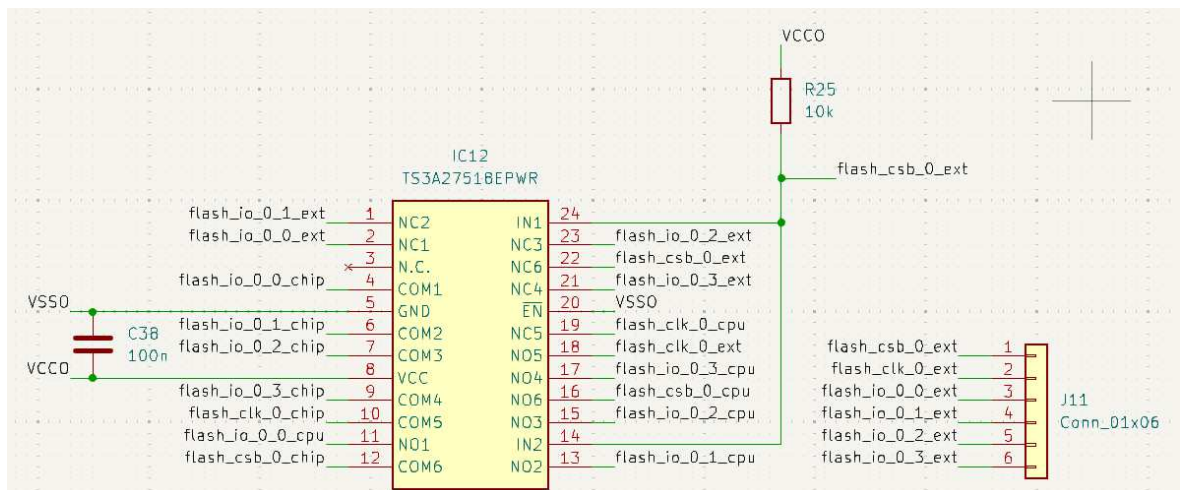 VCCO
R25
10k
flash_csb_0_ext
IC12
TS3A27518EPWR
flash_io_0_1_ext 1 NC2 IN1 24
flash_io_0_0_ext 2 NC1 NC3 23 flash_io_0_2_ext
3 N.C. NC6 22 flash_csb_0_ext
flash_io_0_0_chip 4 COM1 NC4 21 flash_io_0_3_ext
VSSO 5 GND EN 20 VSSO
flash_io_0_1_chip 6 COM2 NC5 19 flash_clk_0_cpu
C38
100n
flash_io_0_2_chip 7 COM3 NO5 18 flash_clk_0_ext
VCCO 8 VCC NO4 17 flash_io_0_3_cpu
flash_io_0_3_chip 9 COM4 NO6 16 flash_csb_0_cpu
flash_clk_0_chip 10 COM5 NO3 15 flash_io_0_2_cpu
flash_io_0_0_cpu 11 NO1 IN2 14
flash_csb_0_chip 12 COM6 NO2 13 flash_io_0_1_cpu
flash_csb_0_ext 1
flash_clk_0_ext 2
flash_io_0_0_ext 3
flash_io_0_1_ext 4
flash_io_0_2_ext 5
flash_io_0_3_ext 6
J11
Conn_01x06